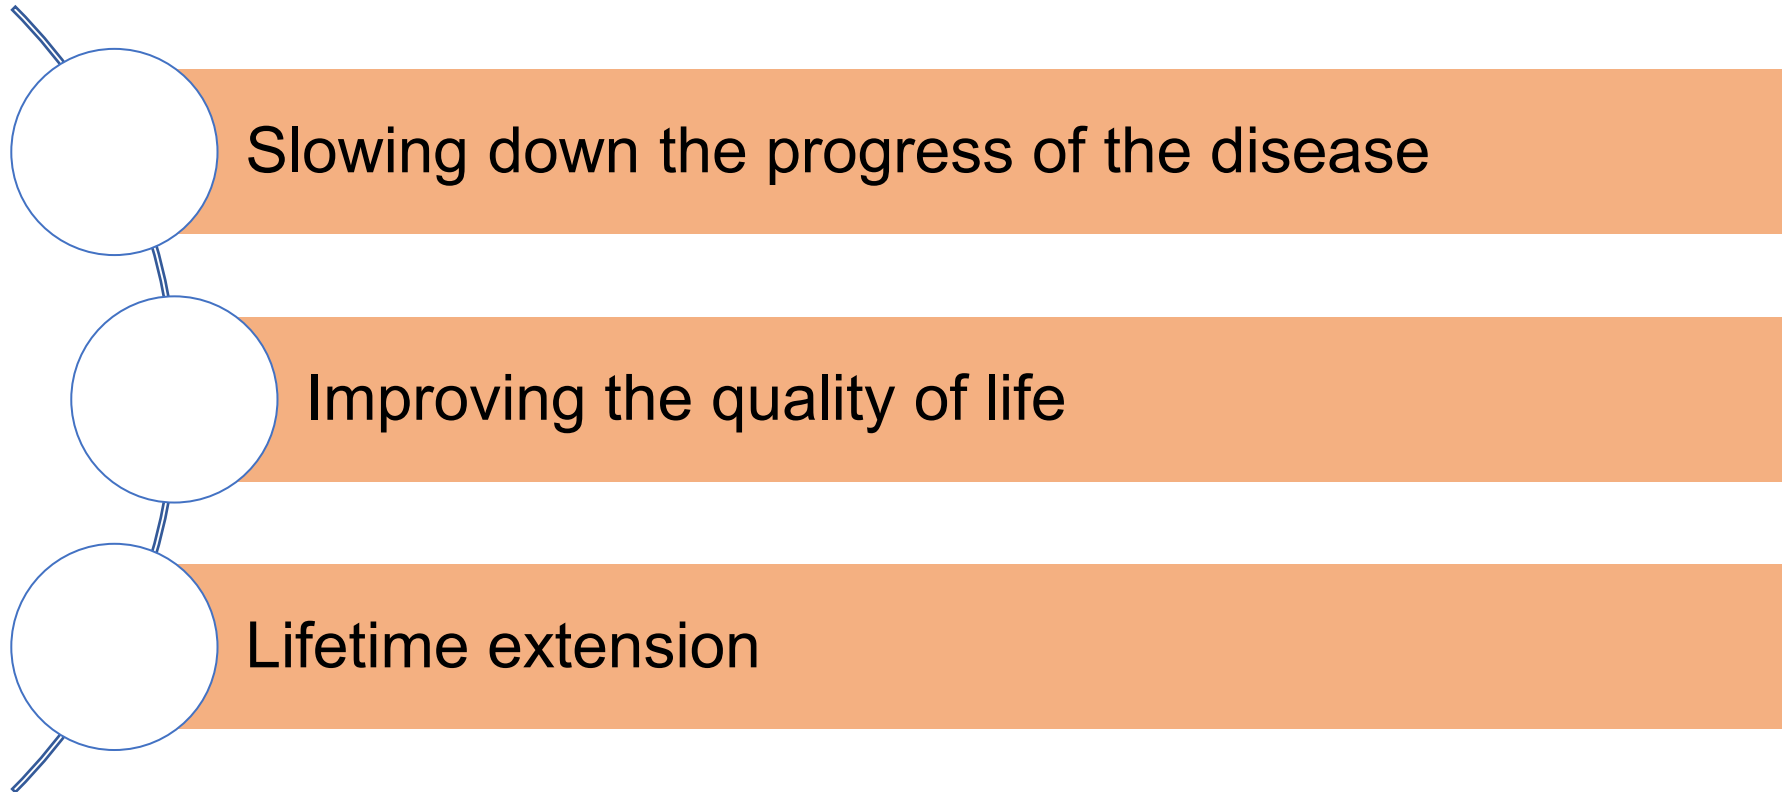 Slowing down the progress of the disease
Improving the quality of life
Lifetime extension